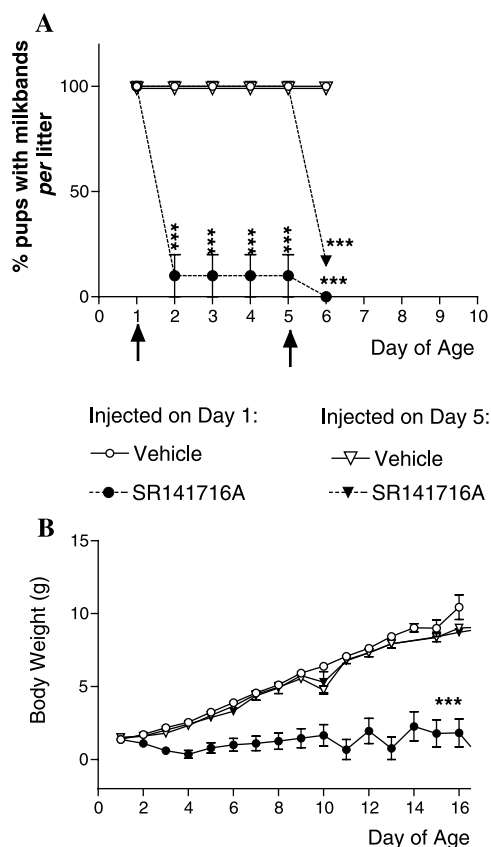 A
% pups with milkbands
per litter
100
50
0
***
***
***
***
***
***
0 1 2 3 4 5 6 7 8 9 10
Day of Age
Injected on Day 1:
Vehicle
SR141716A
Injected on Day 5:
Vehicle
SR141716A
B
Body Weight (g)
15
10
5
0
***
0 2 4 6 8 10 12 14 16
Day of Age